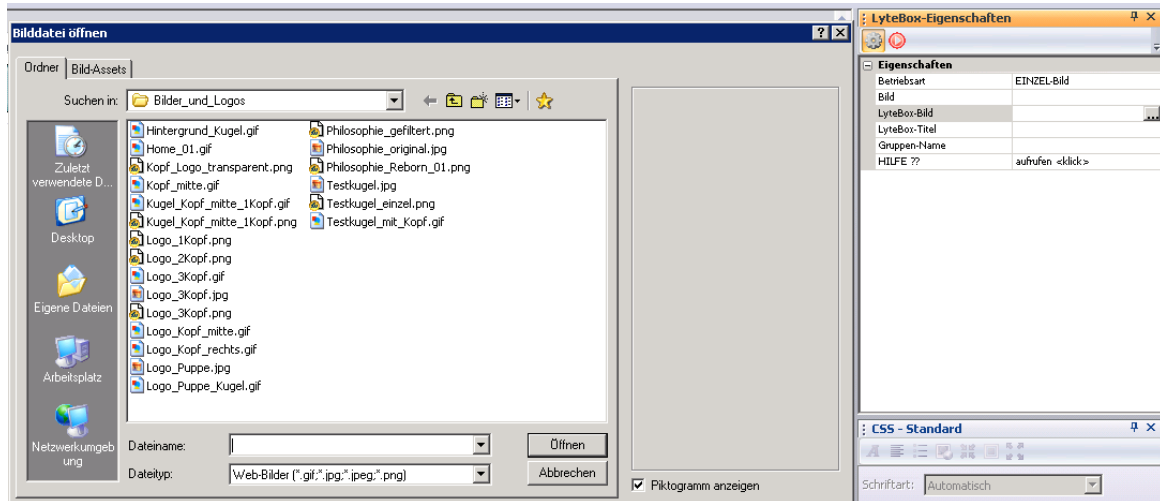 Bilddatei öffnen
Ordner
Bild-Assets
Suchen in:
Bilder_und_Logos
Zuletzt
verwendete D...
Desktop
Eigene Dateien
Arbeitsplatz
Netzwerkumgeb
ung
Hintergrund_Kugel.gif
Home_01.gif
Kopf_Logo_transparent.png
Kopf_mitte.gif
Kugel_Kopf_mitte_1Kopf.gif
Kugel_Kopf_mitte_1Kopf.png
Logo_1Kopf.png
Logo_2Kopf.png
Logo_3Kopf.gif
Logo_3Kopf.jpg
Logo_3Kopf.png
Logo_Kopf_mitte.gif
Logo_Kopf_rechts.gif
Logo_Puppe.jpg
Logo_Puppe_Kugel.gif
Philosophie_gefiltert.png
Philosophie_original.jpg
Philosophie_Reborn_01.png
Testkugel.jpg
Testkugel_einzel.png
Testkugel_mit_Kopf.gif
Dateiname:
Öffnen
Dateityp:
Web-Bilder (*.gif;*.jpg;*.jpeg;*.png)
Abbrechen
Piktogramm anzeigen
LyteBox-Eigenschaften
Eigenschaften
Betriebsart EINZEL-Bild
Bild
LyteBox-Bild ...
LyteBox-Titel
Gruppen-Name
HILFE ?? aufrufen <klick>
CSS - Standard
Schriftart: Automatisch